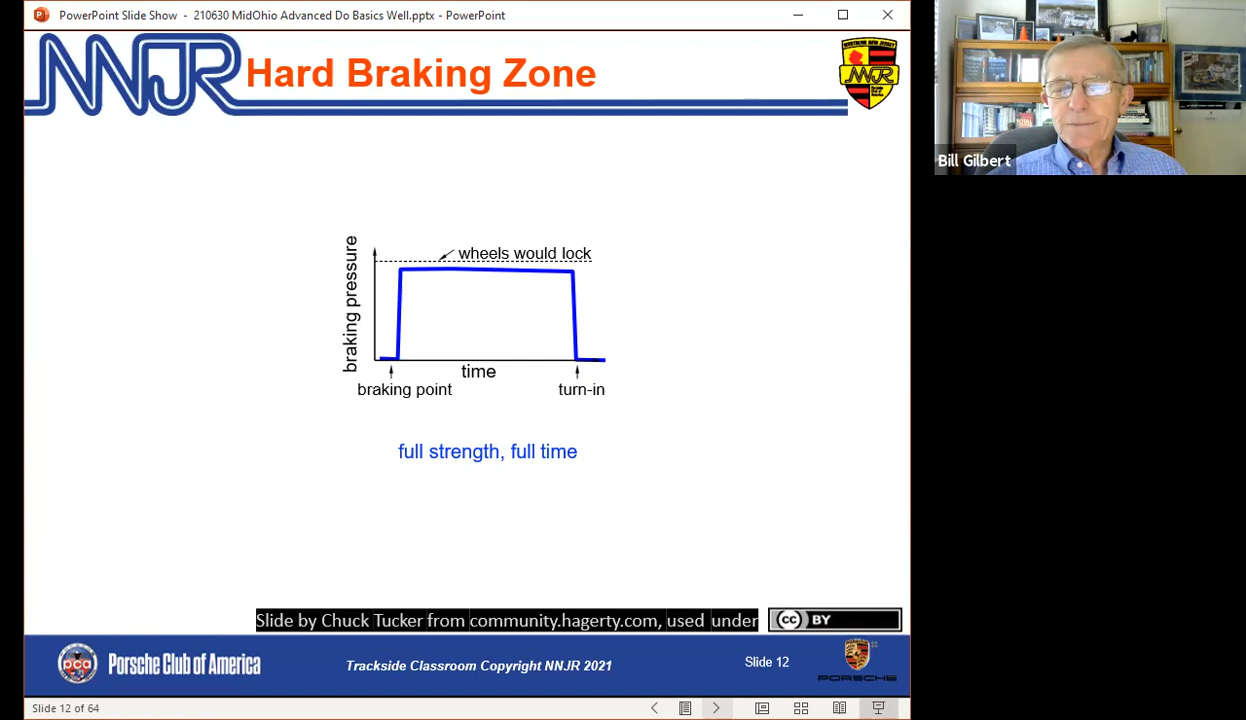 PowerPoint Slide Show - 210630 MidOhio Advanced Do Basics Well.pptx - PowerPoint
NNJR
Hard Braking Zone
NNJR
Bill Gilbert
braking pressure
wheels would lock
time
braking point
turn-in
full strength, full time
Slide by Chuck Tucker from community.hagerty.com, used under
cc BY
pca
Porsche Club of America
Trackside Classroom Copyright NNJR 2021
Slide 12
PORSCHE
Slide 12 of 64